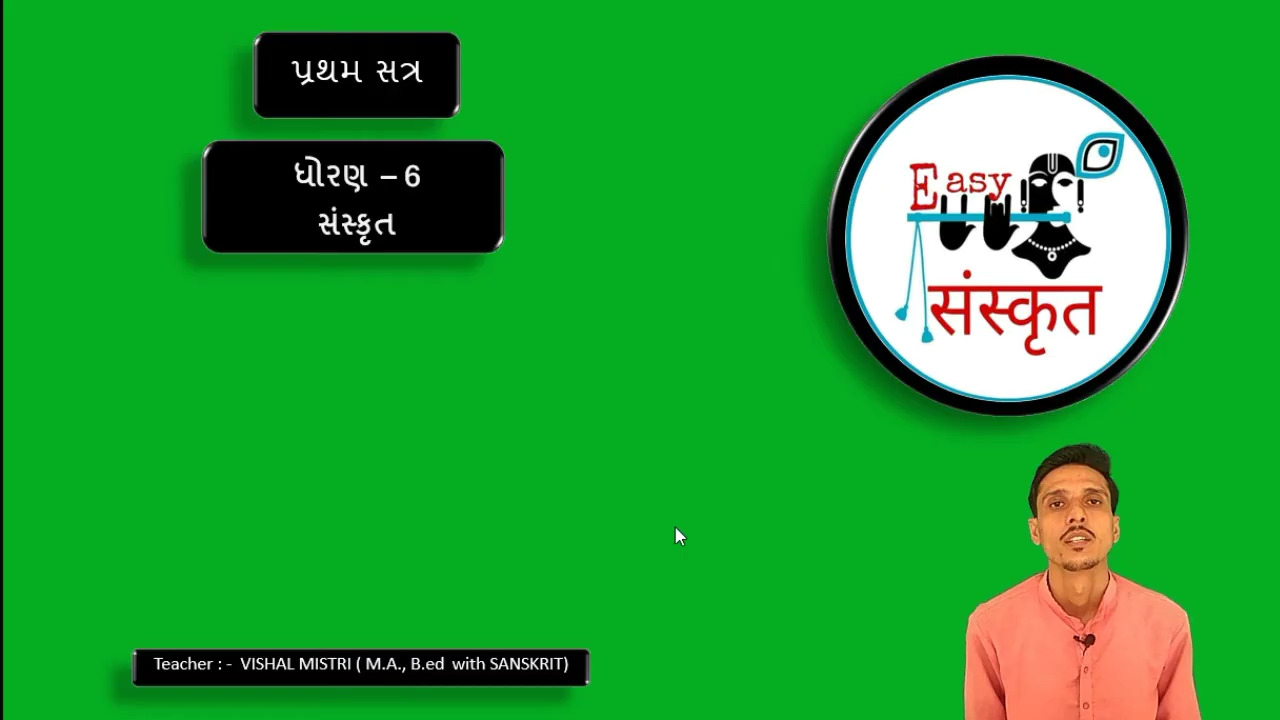 પ્રથમ સત્ર
ધોરણ – 6
સંસ્કૃત
Easy
संस्कृत
Teacher : - VISHAL MISTRI ( M.A., B.ed with SANSKRIT)